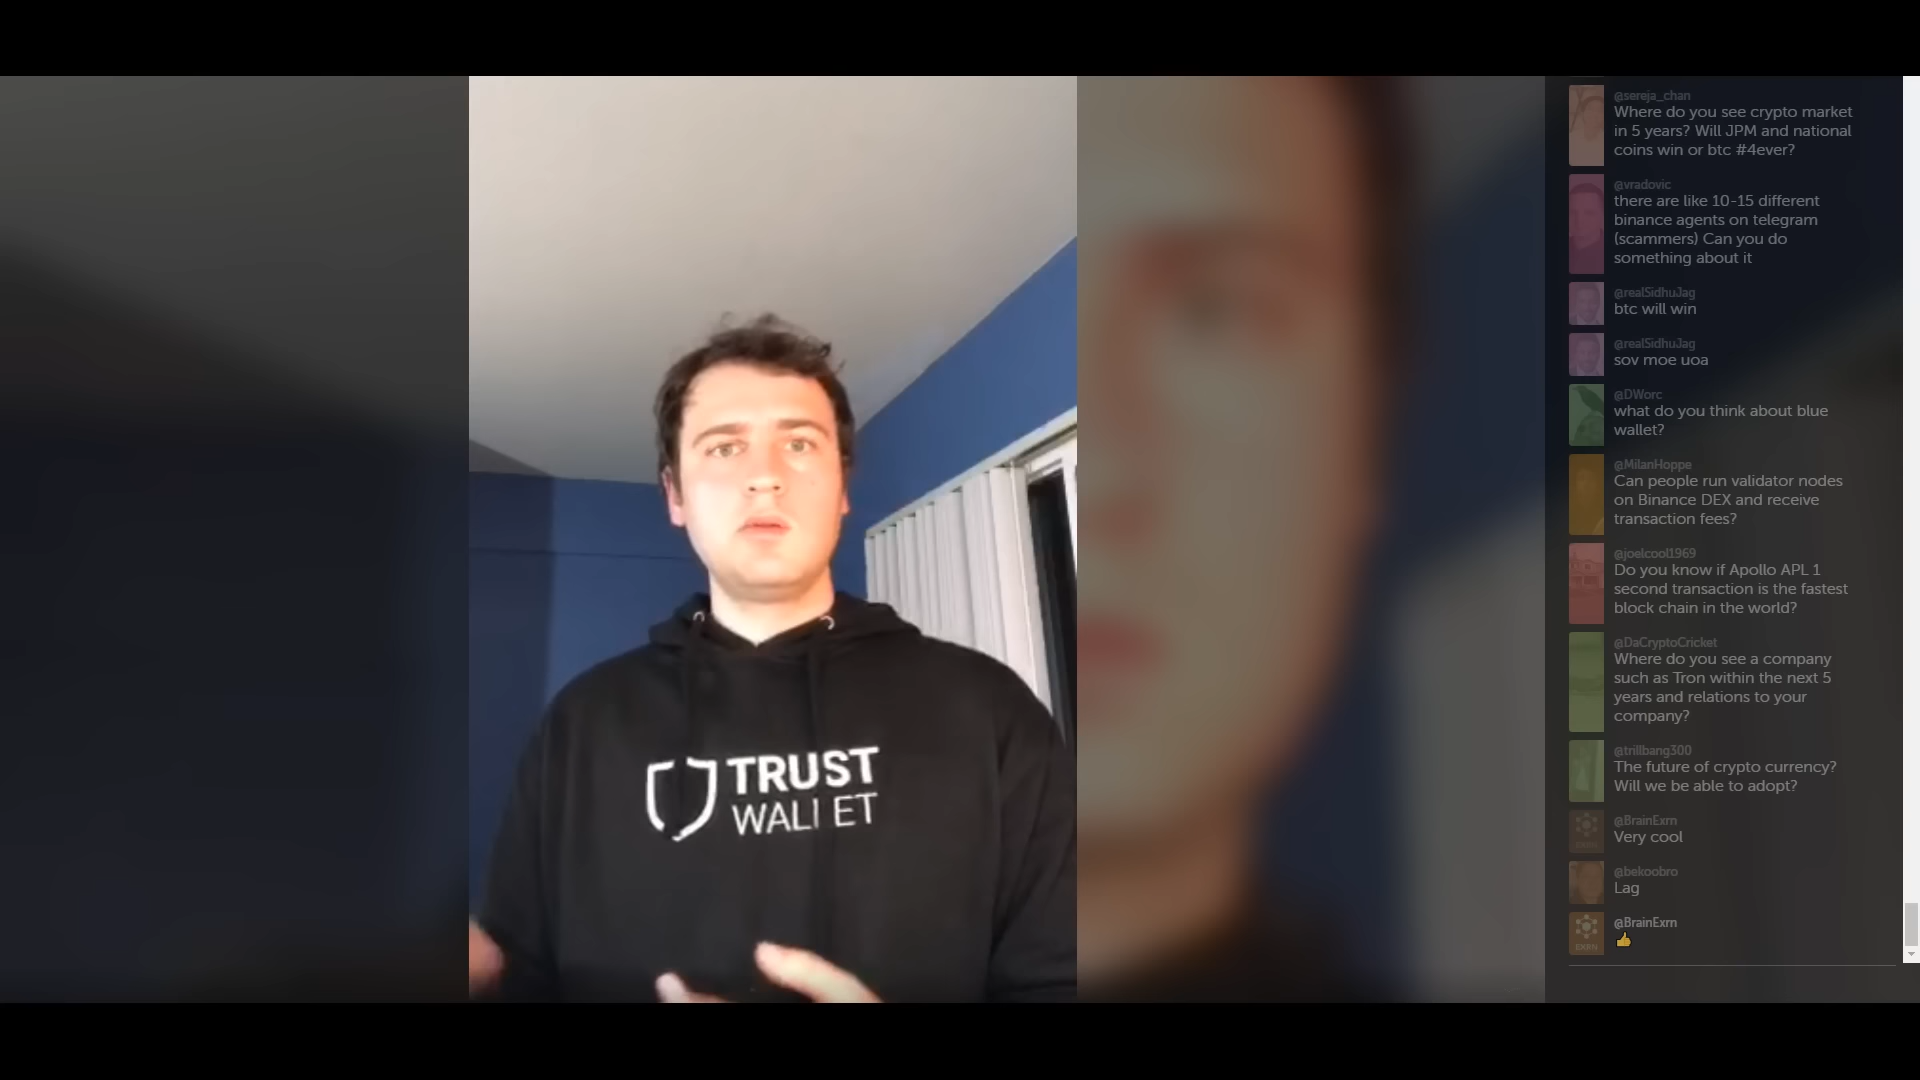 TRUST
WALLET
@sereja_chan
Where do you see crypto market
in 5 years? Will JPM and national
coins win or btc #4ever?
@vradovic
there are like 10-15 different
binance agents on telegram
(scammers) Can you do
something about it
@realSidhuJag
btc will win
@realSidhuJag
sov moe uoa
@DWorc
what do you think about blue
wallet?
@MilanHoppe
Can people run validator nodes
on Binance DEX and receive
transaction fees?
@joelcool1969
Do you know if Apollo APL 1
second transaction is the fastest
block chain in the world?
@DaCryptoCricket
Where do you see a company
such as Tron within the next 5
years and relations to your
company?
@trillbang300
The future of crypto currency?
Will we be able to adopt?
@BrainExrn
Very cool
@bekoobro
Lag
@BrainExrn
EXRN